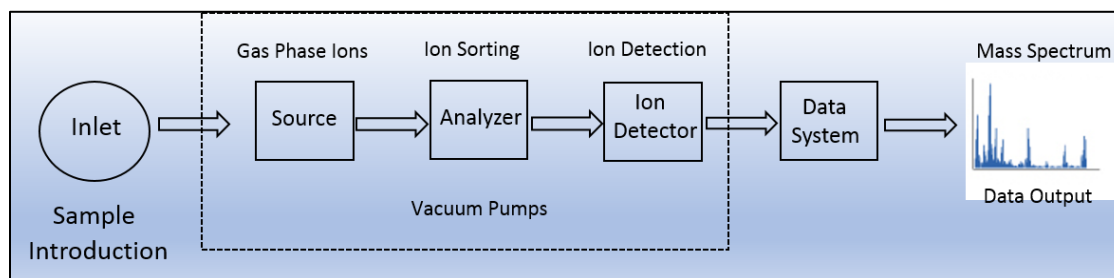 Gas Phase Ions
Ion Sorting
Ion Detection
Mass Spectrum
Inlet
Source
Analyzer
Ion
Detector
Data
System
Sample
Introduction
Vacuum Pumps
Data Output